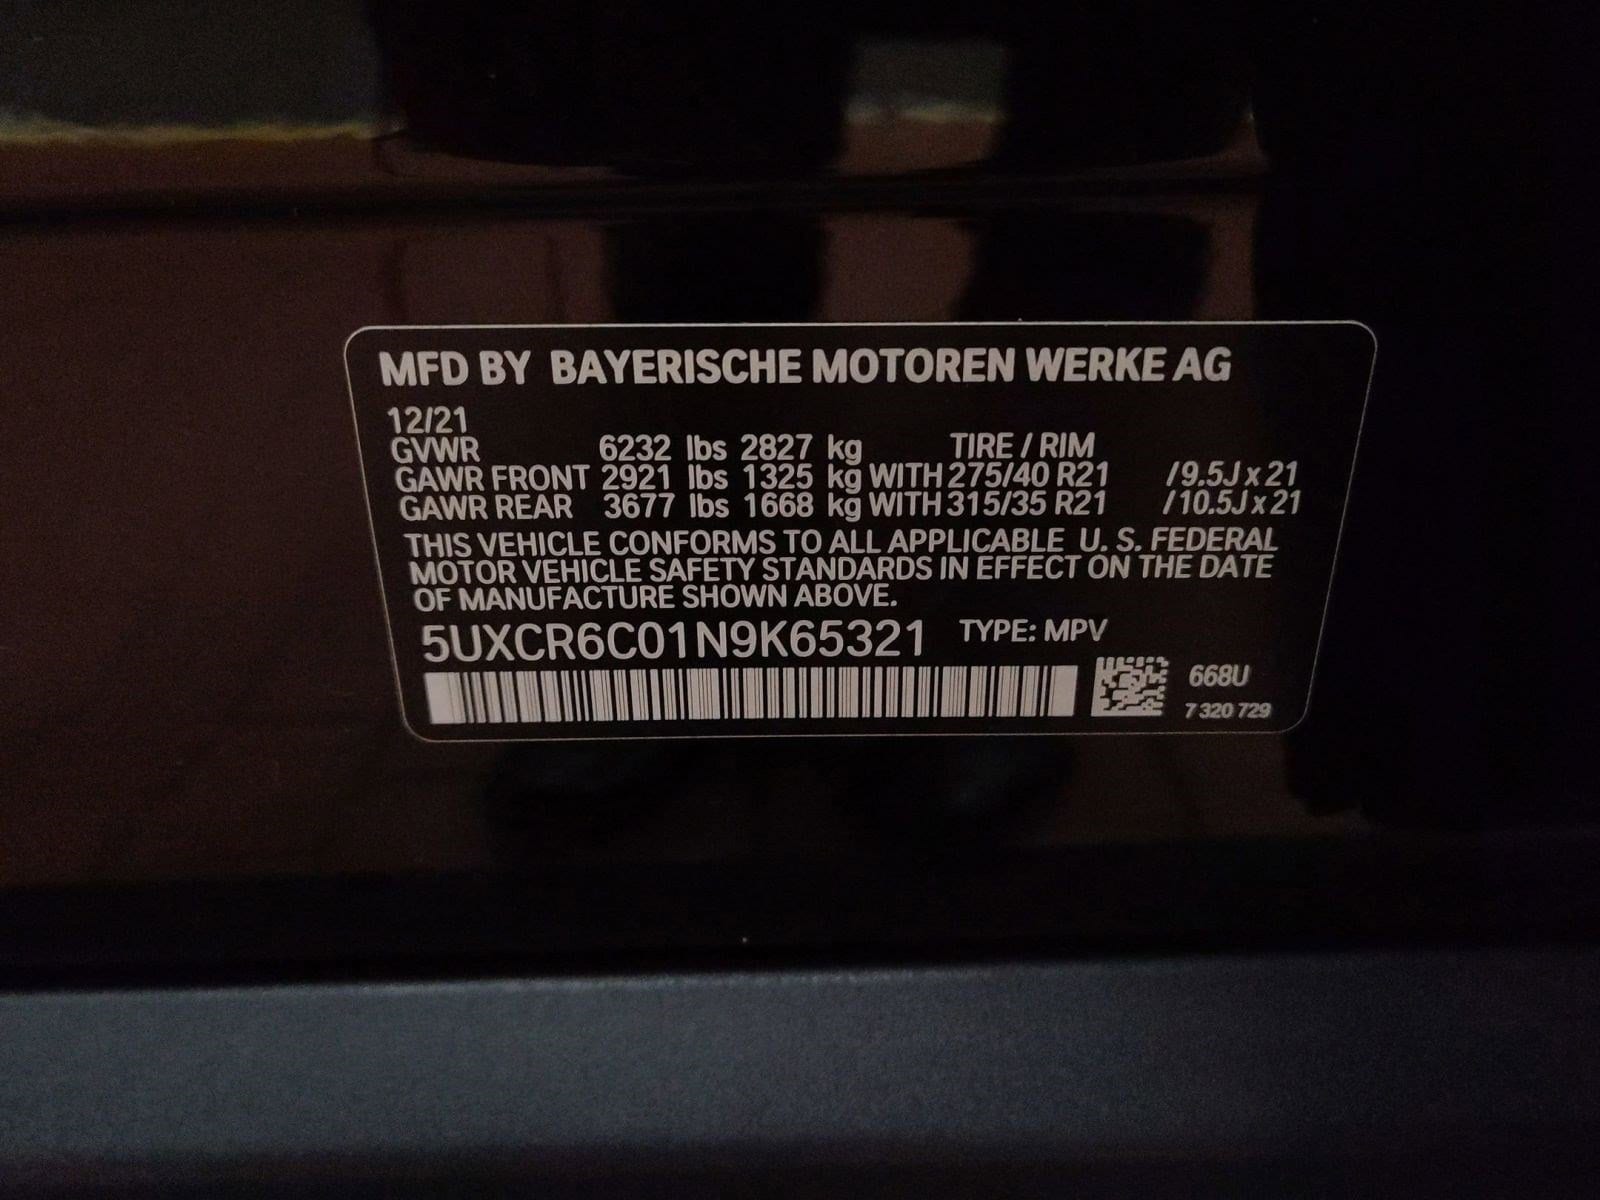 MFD BY BAYERISCHE MOTOREN WERKE AG
12/21
GVWR 6232 lbs 2827 kg TIRE / RIM
GAWR FRONT 2921 lbs 1325 kg WITH 275/40 R21 /9.5J x 21
GAWR REAR 3677 lbs 1668 kg WITH 315/35 R21 /10.5J x 21
THIS VEHICLE CONFORMS TO ALL APPLICABLE U. S. FEDERAL
MOTOR VEHICLE SAFETY STANDARDS IN EFFECT ON THE DATE
OF MANUFACTURE SHOWN ABOVE.
5UXCR6C01N9K65321 TYPE: MPV
668U
7 320 729